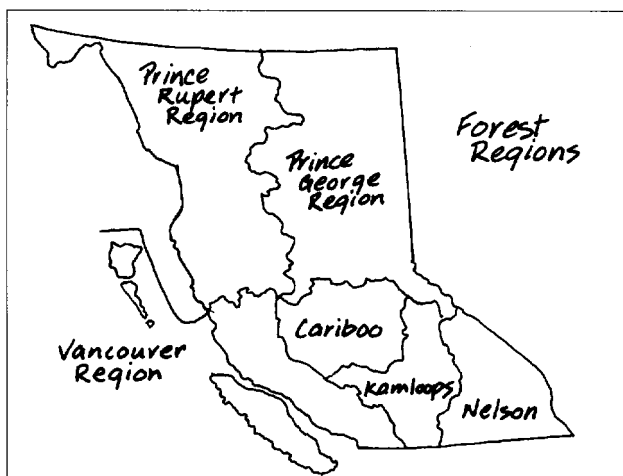 Prince
Rupert
Region
Forest
Regions
Prince
George
Region
Cariboo
Vancouver
Region
Kamloops
Nelson